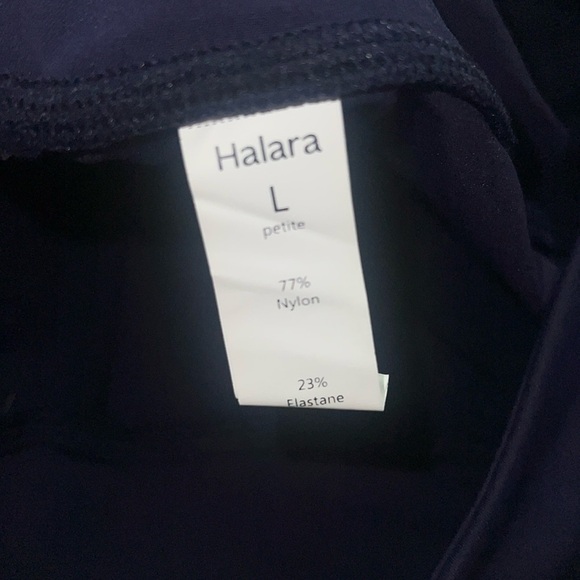 Halara
L
petite
77%
Nylon
23%
Elastane